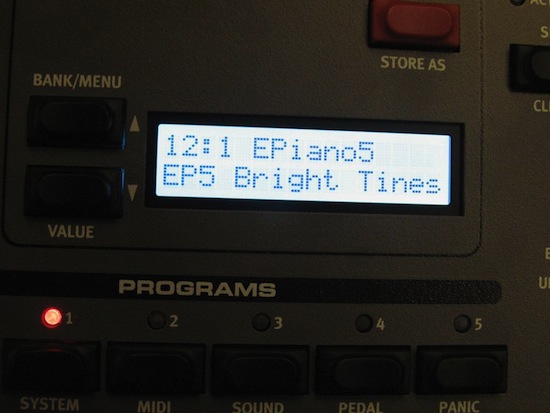 STORE AS
BANK/MENU
12:1 EPiano5
EP5 Bright Tines
VALUE
PROGRAMS
1 2 3 4 5
SYSTEM MIDI SOUND PEDAL PANIC